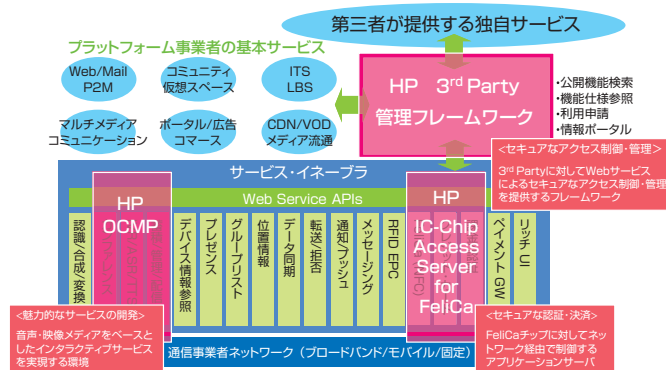 第三者が提供する独自サービス
プラットフォーム事業者の基本サービス
Web/Mail
P2M
コミュニティ
仮想スペース
ITS
LBS
マルチメディア
コミュニケーション
ポータル/広告
コマース
CDN/VOD
メディア流通
HP 3rd Party
管理フレームワーク
・公開機能検索
・機能仕様参照
・利用申請
・情報ポータル
<セキュアなアクセス制御・管理>
3rd Partyに対してWebサービス
によるセキュアなアクセス制御・管理
を提供するフレームワーク
サービス・イネーブラ
Web Service APIs
HP
OCMP
HP
IC-Chip
Access
Server
for
FeliCa
認識/合成/変換
デバイス情報参照
プレゼンス
グループリスト
位置情報
データ同期
転送/拒否
通知/プッシュ
メッセージング
RFID EPC
ペイメント GW
リッチ UI
<魅力的なサービスの開発>
音声・映像メディアをベースと
したインタラクティブサービス
を実現する環境
<セキュアな認証・決済>
FeliCaチップに対してネット
ワーク経由で制御する
アプリケーションサーバ
通信事業者ネットワーク（ブロードバンド/モバイル/固定）